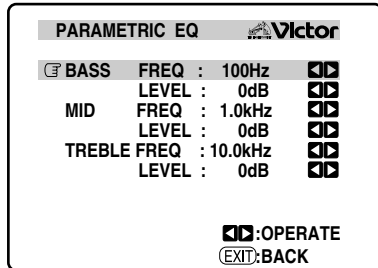 PARAMETRIC EQ Victor
BASS FREQ : 100Hz
LEVEL : 0dB
MID FREQ : 1.0kHz
LEVEL : 0dB
TREBLE FREQ : 10.0kHz
LEVEL : 0dB
:OPERATE
EXIT:BACK